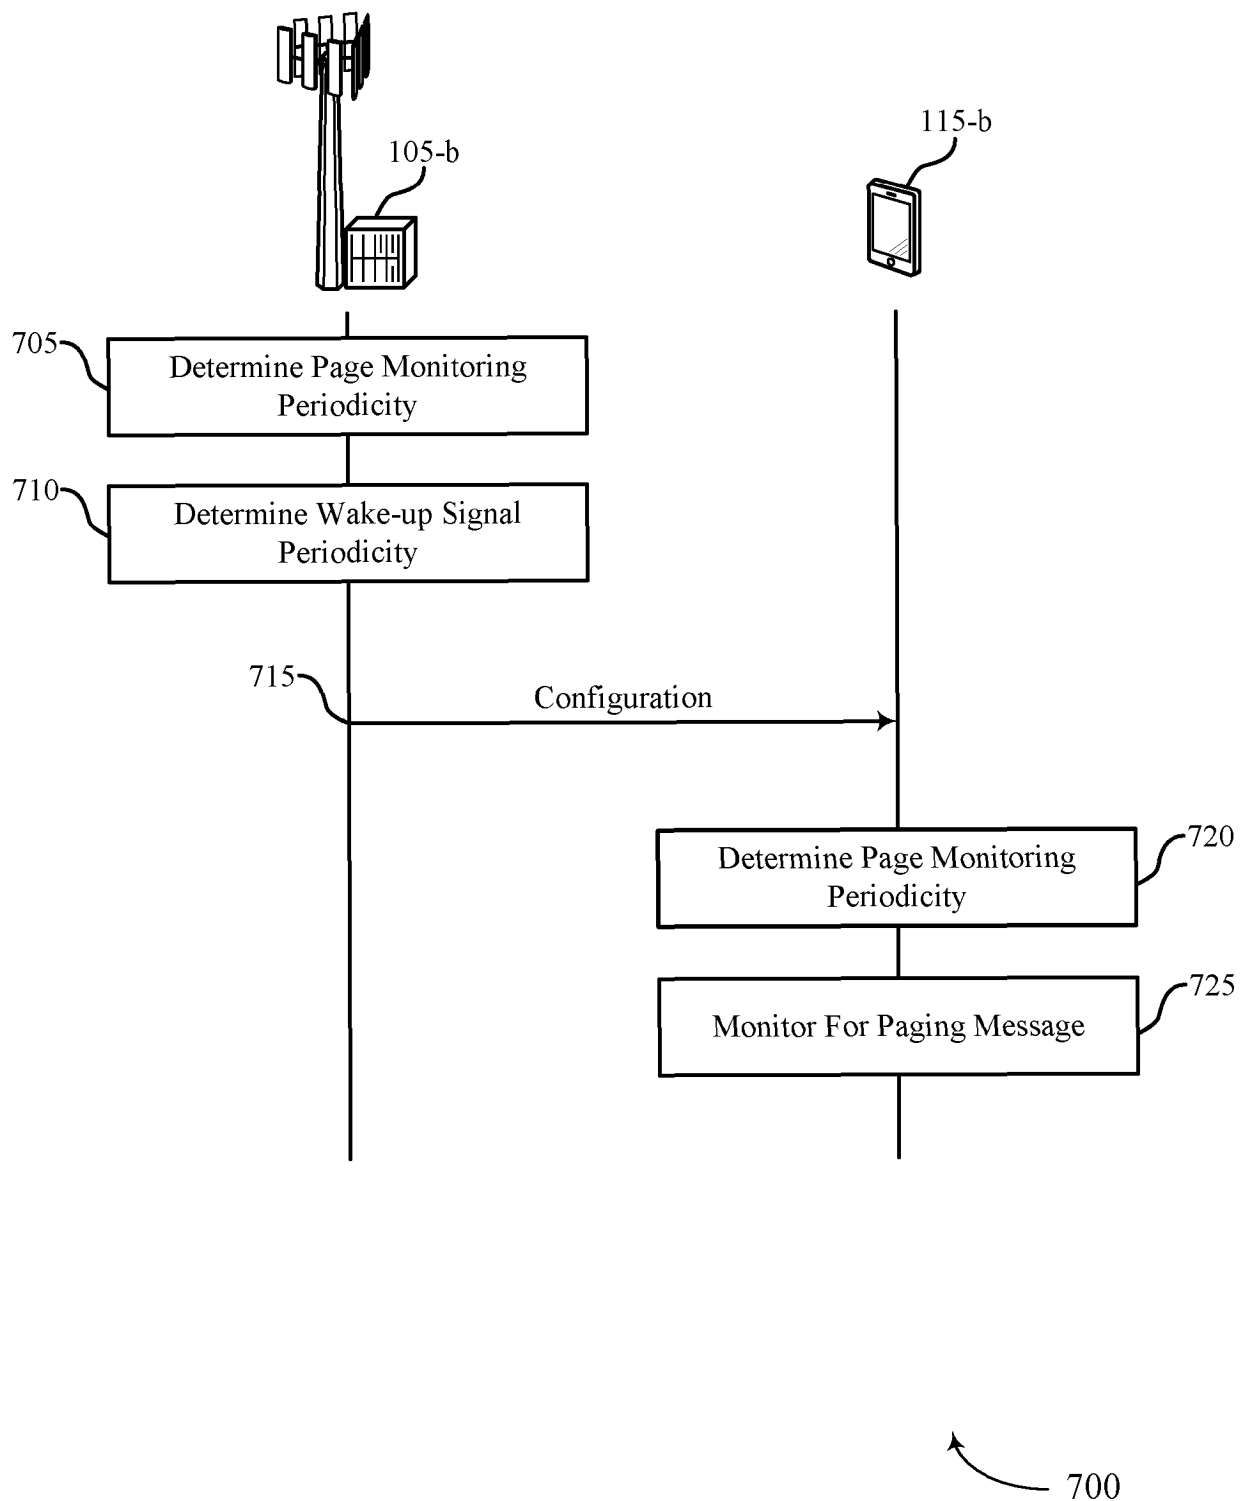 115-b
105-b
705
Determine Page Monitoring
Periodicity
710
Determine Wake-up Signal
Periodicity
715
Configuration
720
Determine Page Monitoring
Periodicity
725
Monitor For Paging Message
700